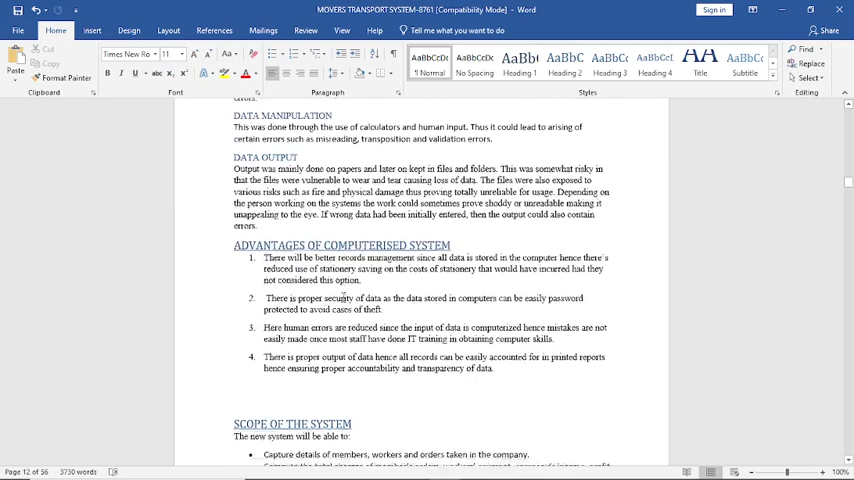 MOVERS TRANSPORT SYSTEM-8761 [Compatibility Mode] - Word
Sign in
File Home Insert Design Layout References Mailings Review View Help Tell me what you want to do Share
Paste Cut Copy Format Painter
Times New Ro 11 Aa
B I U abc X₂ X² A A
AaBbCcDc AaBbCcDc AaBbC AaBbC AaBbCc AaBbCcI AA AaBbCcD
¶ Normal No Spacing Heading 1 Heading 2 Heading 3 Heading 4 Title Subtitle
Find Replace Select
Clipboard Font Paragraph Styles Editing
errors.
DATA MANIPULATION
This was done through the use of calculators and human input. Thus it could lead to arising of
certain errors such as misreading, transposition and validation errors.
DATA OUTPUT
Output was mainly done on papers and later on kept in files and folders. This was somewhat risky in
that the files were vulnerable to wear and tear causing loss of data. The files were also exposed to
various risks such as fire and physical damage thus proving totally unreliable for usage. Depending on
the person working on the systems the work could sometimes prove shoddy or unreadable making it
unappealing to the eye. If wrong data had been initially entered, then the output could also contain
errors.
ADVANTAGES OF COMPUTERISED SYSTEM
1. There will be better records management since all data is stored in the computer hence there's
reduced use of stationery saving on the costs of stationery that would have incurred had they
not considered this option.
2. There is proper security of data as the data stored in computers can be easily password
protected to avoid cases of theft.
3. Here human errors are reduced since the input of data is computerized hence mistakes are not
easily made once most staff have done IT training in obtaining computer skills.
4. There is proper output of data hence all records can be easily accounted for in printed reports
hence ensuring proper accountability and transparency of data.
SCOPE OF THE SYSTEM
The new system will be able to:
• Capture details of members, workers and orders taken in the company.
Page 12 of 56 3730 words 100%